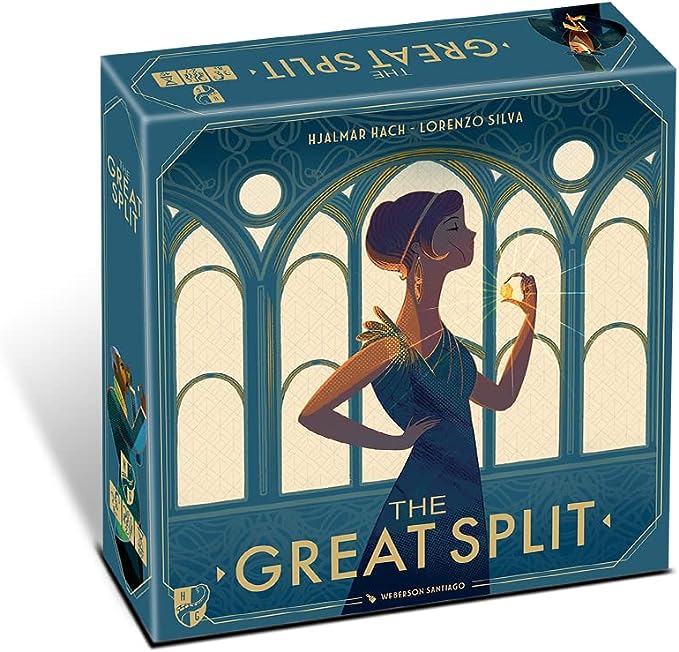 THE
GREAT SPLIT
HJALMAR HACH - LORENZO SILVA
THE
GREAT
SPLIT
THE
GREAT SPLIT
WEBERSON SANTIAGO
H
G